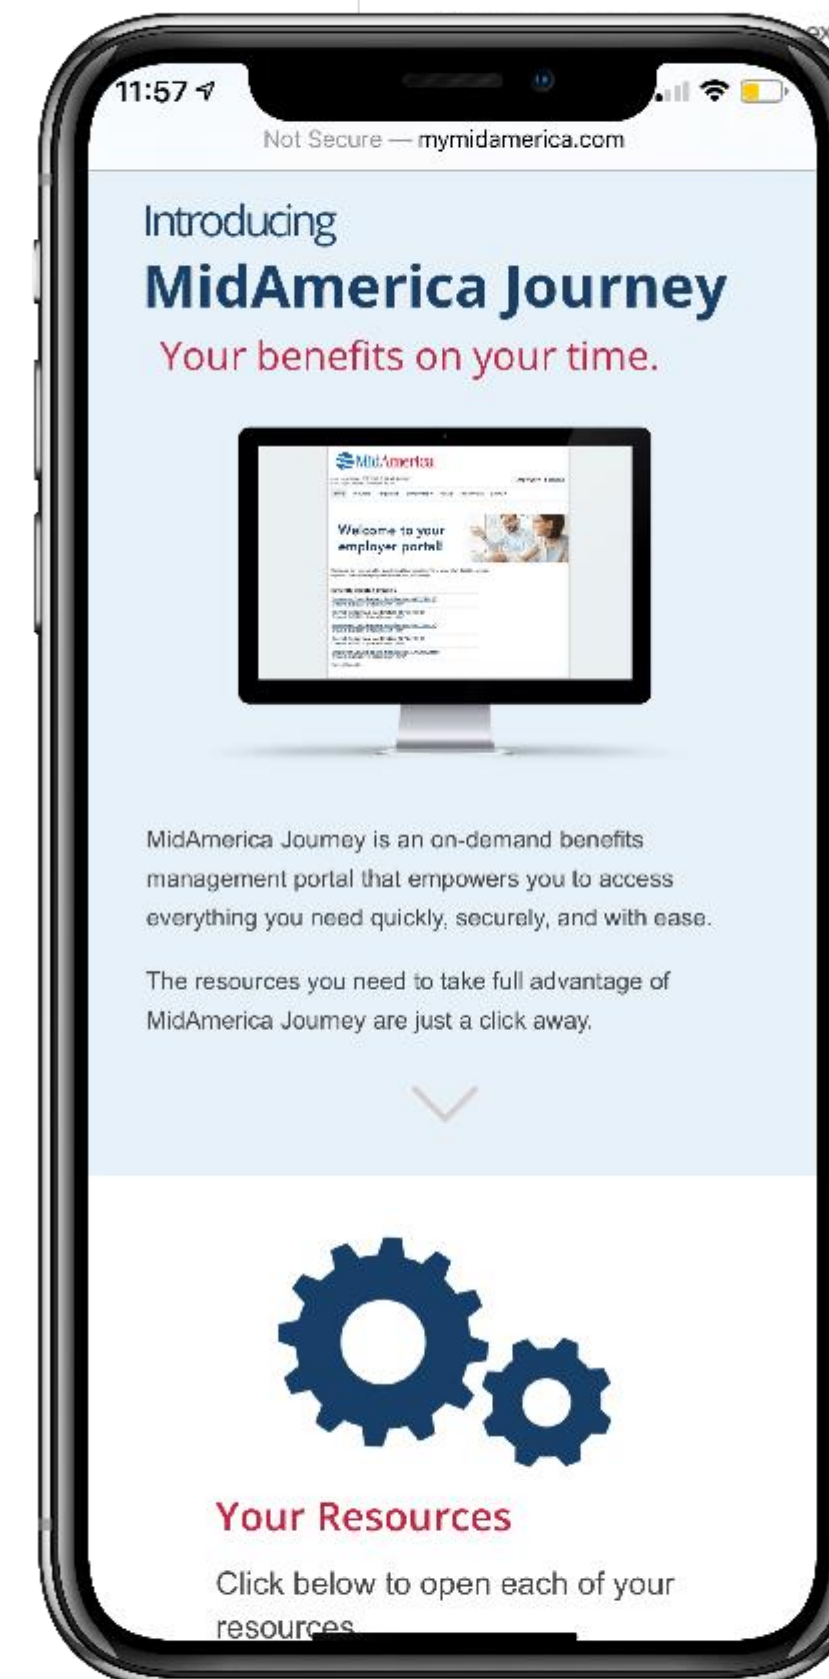 11:57
Not Secure — mymidamerica.com
Introducing
MidAmerica Journey
Your benefits on your time.
MidAmerica
Welcome to your
employer portal!
MidAmerica Journey is an on-demand benefits
management portal that empowers you to access
everything you need quickly, securely, and with ease.
The resources you need to take full advantage of
MidAmerica Journey are just a click away.
Your Resources
Click below to open each of your
resources